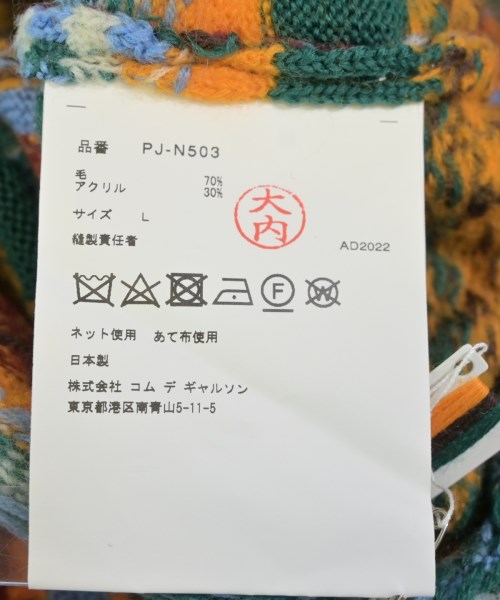 品番 PJ-N503
毛 70%
アクリル 30%
サイズ L
縫製責任者
大内
AD2022
F
W
ネット使用 あて布使用
日本製
株式会社 コム デ ギャルソン
東京都港区南青山5-11-5